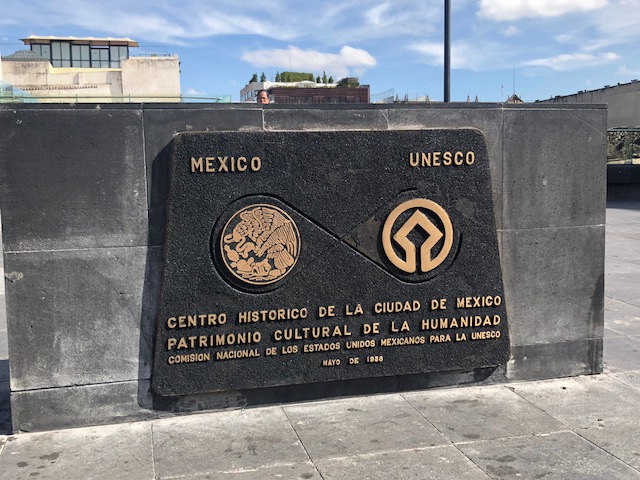 MEXICO
UNESCO
CENTRO HISTORICO DE LA CIUDAD DE MEXICO
PATRIMONIO CULTURAL DE LA HUMANIDAD
COMISION NACIONAL DE LOS ESTADOS UNIDOS MEXICANOS PARA LA UNESCO
MAYO DE 1988